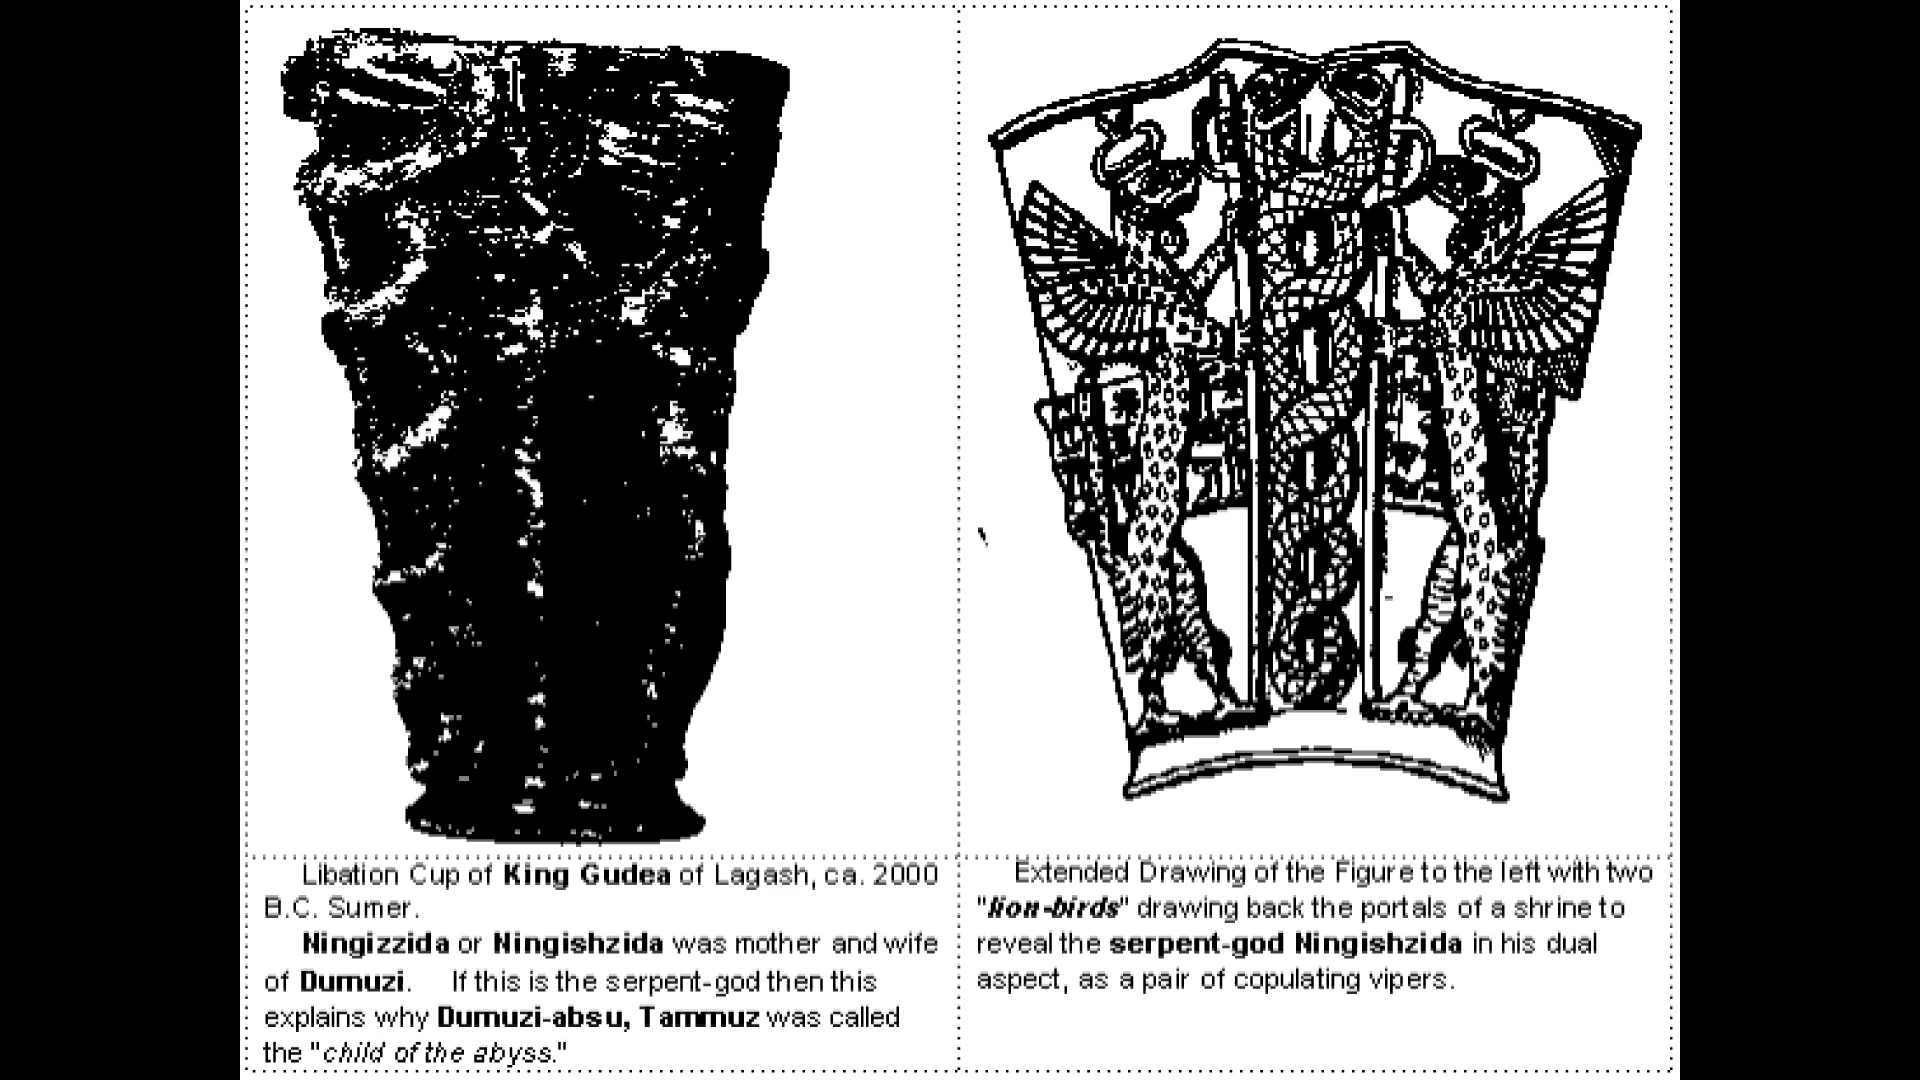 Libation Cup of King Gudea of Lagash, ca. 2000
B.C. Sumer.
Ningizzida or Ningishzida was mother and wife
of Dumuzi. If this is the serpent-god then this
explains why Dumuzi-absu, Tammuz was called
the "child of the abyss."
Extended Drawing of the Figure to the left with two
"lion-birds" drawing back the portals of a shrine to
reveal the serpent-god Ningishzida in his dual
aspect, as a pair of copulating vipers.